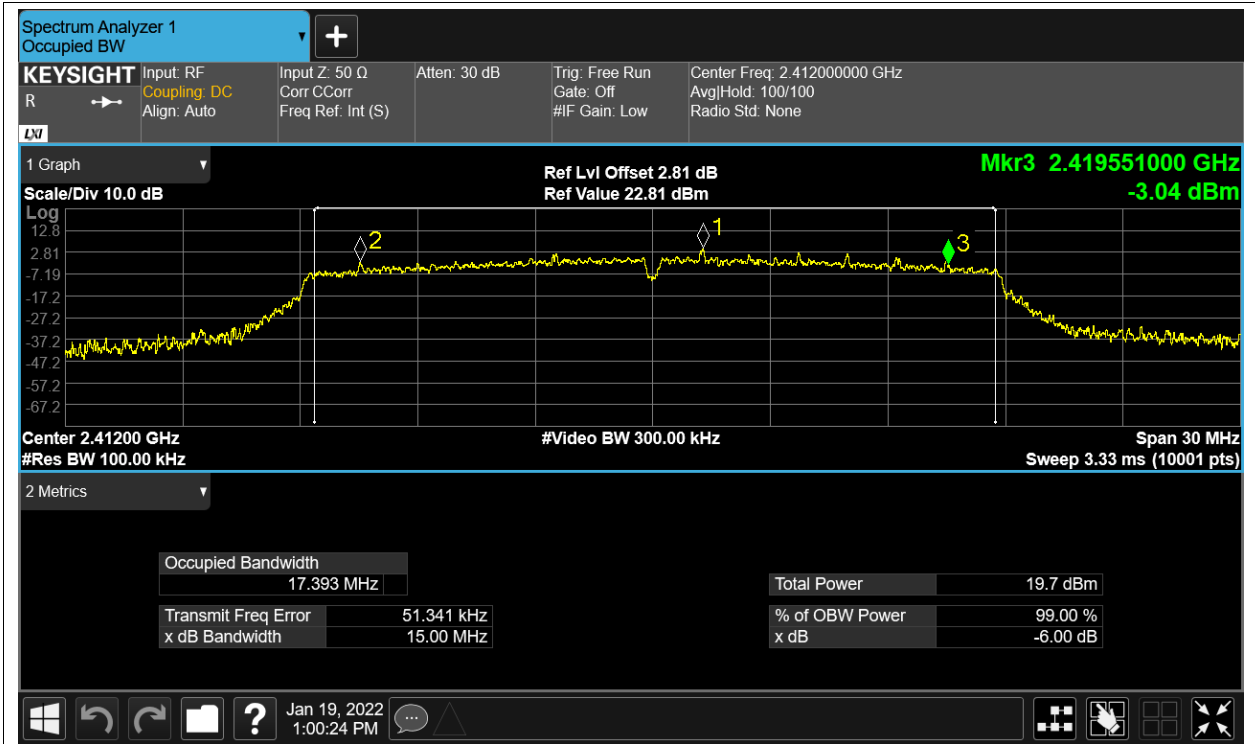 Spectrum Analyzer 1
Occupied BW
KEYSIGHT
R
LXI
Input: RF
Coupling: DC
Align: Auto
Input Z: 50 Ω
Corr CCorr
Freq Ref: Int (S)
Atten: 30 dB
Trig: Free Run
Gate: Off
#IF Gain: Low
Center Freq: 2.412000000 GHz
Avg|Hold: 100/100
Radio Std: None
1 Graph
Scale/Div 10.0 dB
Ref Lvl Offset 2.81 dB
Ref Value 22.81 dBm
Mkr3 2.419551000 GHz
-3.04 dBm
Log
12.8
2.81
-7.19
-17.2
-27.2
-37.2
-47.2
-57.2
-67.2
2
1
3
Center 2.41200 GHz
#Res BW 100.00 kHz
#Video BW 300.00 kHz
Span 30 MHz
Sweep 3.33 ms (10001 pts)
2 Metrics
Occupied Bandwidth
17.393 MHz
Transmit Freq Error 51.341 kHz
x dB Bandwidth 15.00 MHz
Total Power 19.7 dBm
% of OBW Power 99.00 %
x dB -6.00 dB
?
Jan 19, 2022
1:00:24 PM